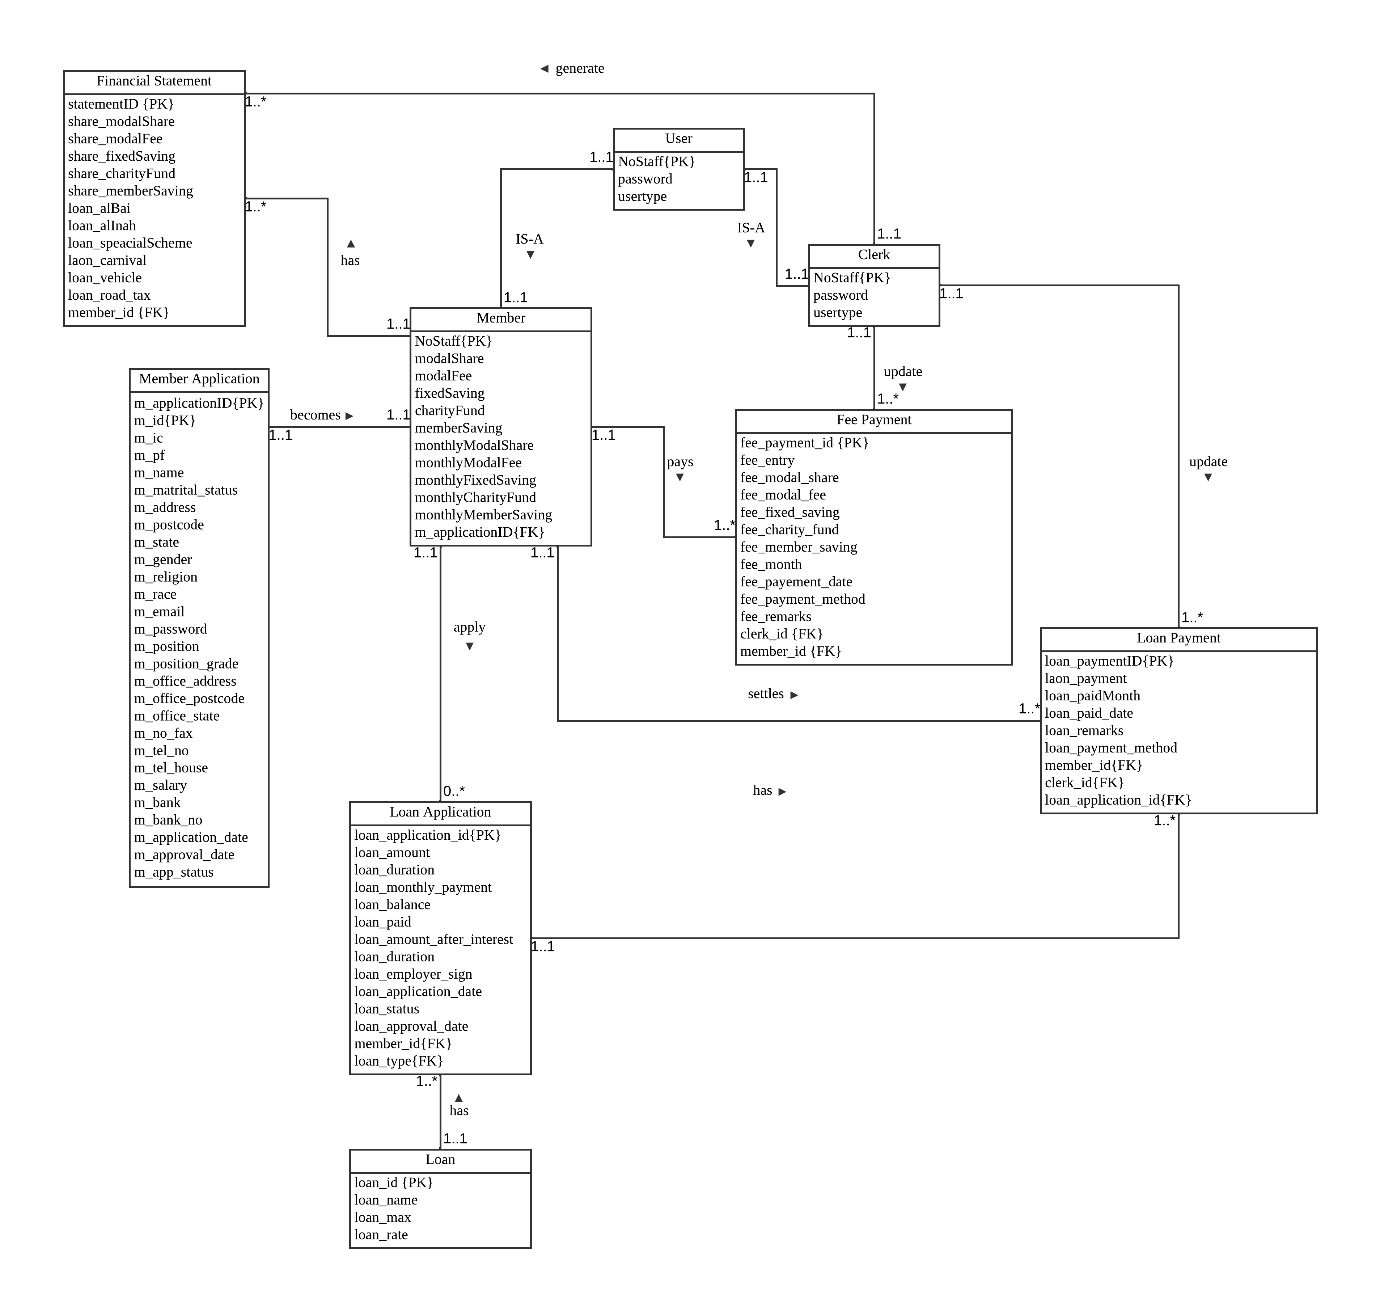 ◄ generate
Financial Statement
statementID {PK}
share_modalShare
share_modalFee
share_fixedSaving
share_charityFund
share_memberSaving
loan_alBai
loan_alInah
loan_speacialScheme
laon_carnival
loan_vehicle
loan_road_tax
member_id {FK}
1..*
1..*
▲
has
1..1
User
NoStaff{PK}
password
usertype
1..1
1..1
IS-A
▼
IS-A
▼
1..1
1..1
1..1
Clerk
NoStaff{PK}
password
usertype
1..1
1..1
Member
NoStaff{PK}
modalShare
modalFee
fixedSaving
charityFund
memberSaving
monthlyModalShare
monthlyModalFee
monthlyFixedSaving
monthlyCharityFund
monthlyMemberSaving
m_applicationID{FK}
Member Application
m_applicationID{PK}
m_id{PK}
m_ic
m_pf
m_name
m_matrital_status
m_address
m_postcode
m_state
m_gender
m_religion
m_race
m_email
m_password
m_position
m_position_grade
m_office_address
m_office_postcode
m_office_state
m_no_fax
m_tel_no
m_tel_house
m_salary
m_bank
m_bank_no
m_application_date
m_approval_date
m_app_status
becomes ►
1..1
1..1
update
▼
1..*
Fee Payment
fee_payment_id {PK}
fee_entry
fee_modal_share
fee_modal_fee
fee_fixed_saving
fee_charity_fund
fee_member_saving
fee_month
fee_payement_date
fee_payment_method
fee_remarks
clerk_id {FK}
member_id {FK}
1..1
pays
▼
1..*
update
▼
1..*
Loan Payment
loan_paymentID{PK}
laon_payment
loan_paidMonth
loan_paid_date
loan_remarks
loan_payment_method
member_id{FK}
clerk_id{FK}
loan_application_id{FK}
1..1
1..1
apply
▼
settles ►
1..*
has ►
1..*
0..*
Loan Application
loan_application_id{PK}
loan_amount
loan_duration
loan_monthly_payment
loan_balance
loan_paid
loan_amount_after_interest
loan_duration
loan_employer_sign
loan_application_date
loan_status
loan_approval_date
member_id{FK}
loan_type{FK}
1..1
1..*
▲
has
1..1
Loan
loan_id {PK}
loan_name
loan_max
loan_rate